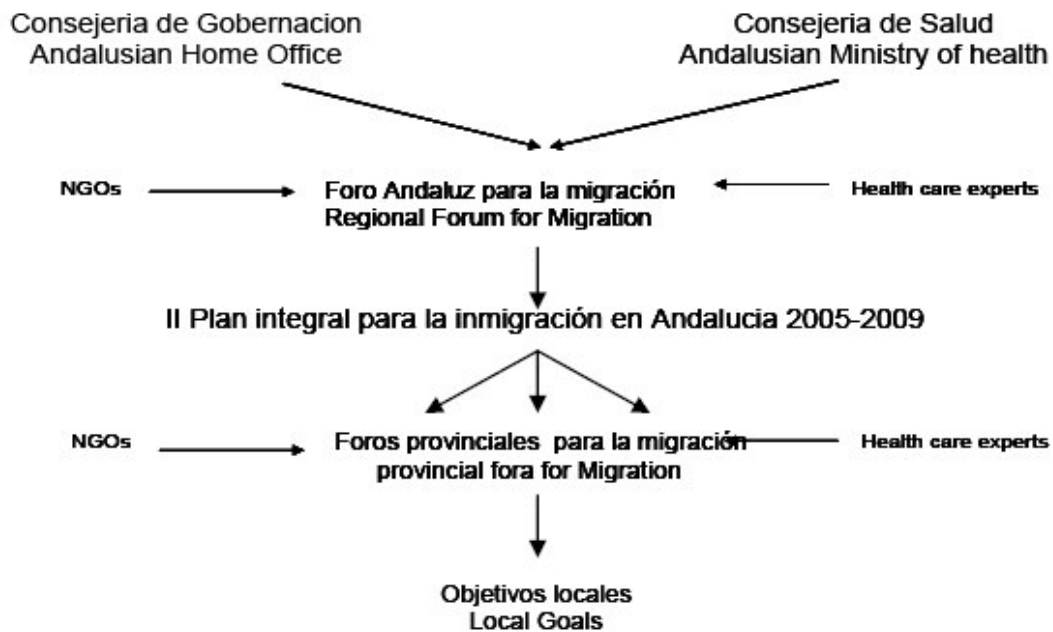 Consejeria de Gobernacion
Andalusian Home Office
Consejeria de Salud
Andalusian Ministry of health
NGOs
Foro Andaluz para la migración
Regional Forum for Migration
Health care experts
II Plan integral para la inmigración en Andalucia 2005-2009
NGOs
Foros provinciales para la migración
provincial fora for Migration
Health care experts
Objetivos locales
Local Goals